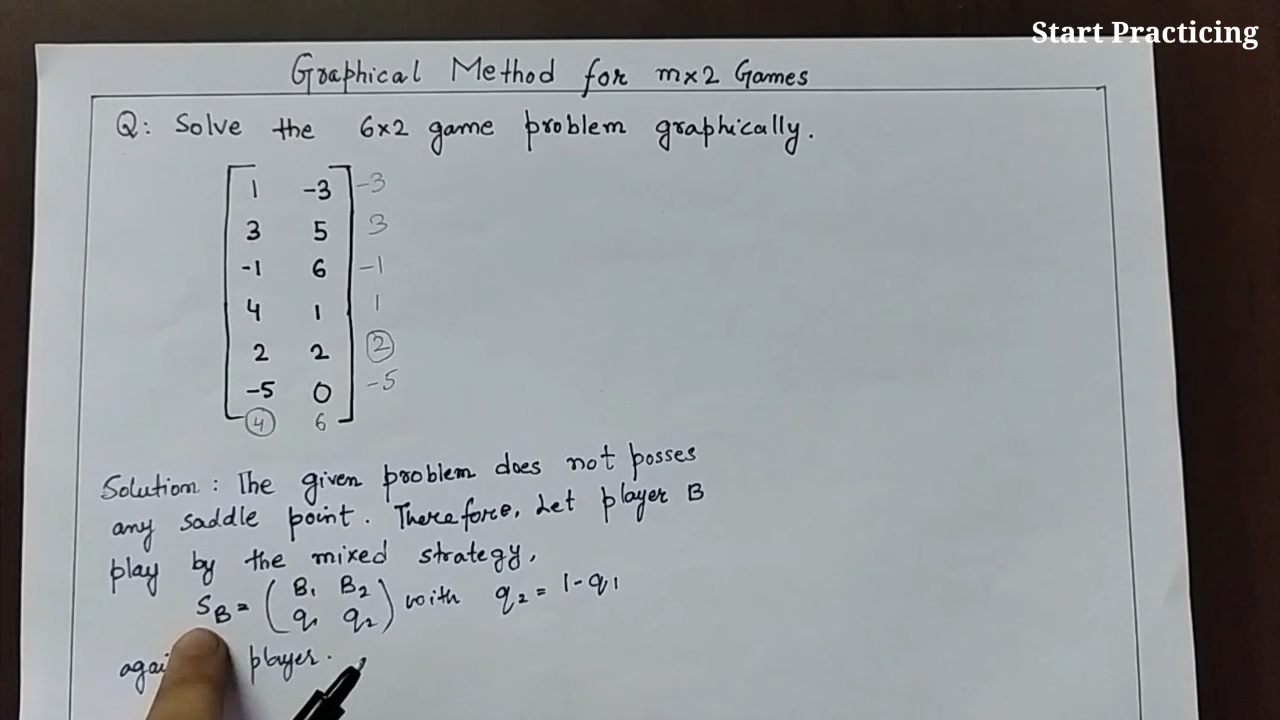 Start Practicing
Graphical Method for m×2 Games
Q: Solve the 6×2 game problem graphically.
1 -3 -3
3 5 3
-1 6 -1
4 1 1
2 2 2
-5 0 -5
4 6
Solution: The given problem does not posses
any saddle point. Therefore, Let player B
play by the mixed strategy,
S_B = ( B₁ B₂ ) with q₂ = 1-q₁
q₁ q₂
player.